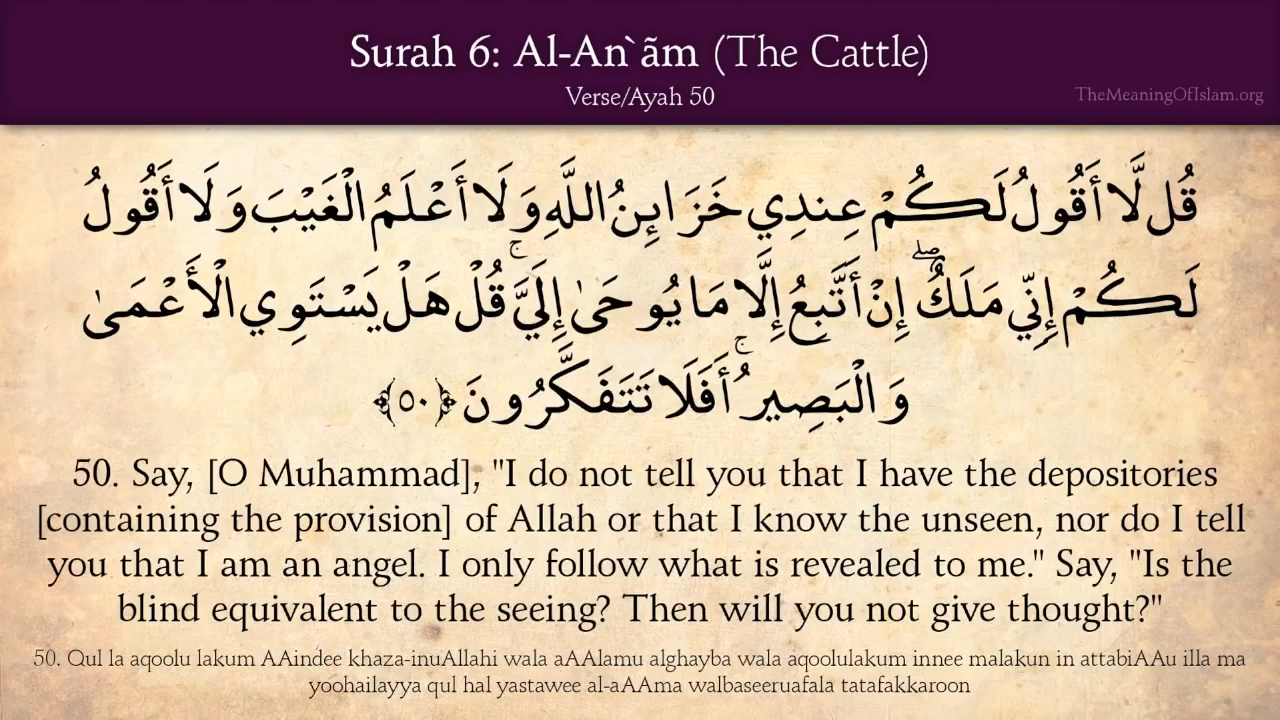 Surah 6: Al-An`ãm (The Cattle)
Verse/Ayah 50
TheMeaningOfIslam.org
قُل لَّا أَقُولُ لَكُمْ عِندِي خَزَائِنُ اللَّهِ وَلَا أَعْلَمُ الْغَيْبَ وَلَا أَقُولُ
لَكُمْ إِنِّي مَلَكٌ ۖ إِنْ أَتَّبِعُ إِلَّا مَا يُوحَىٰ إِلَيَّ ۚ قُلْ هَلْ يَسْتَوِي الْأَعْمَىٰ
وَالْبَصِيرُ ۚ أَفَلَا تَتَفَكَّرُونَ ﴿٥٠﴾
50. Say, [O Muhammad], "I do not tell you that I have the depositories
[containing the provision] of Allah or that I know the unseen, nor do I tell
you that I am an angel. I only follow what is revealed to me." Say, "Is the
blind equivalent to the seeing? Then will you not give thought?"
50. Qul la aqoolu lakum AAindee khaza-inuAllahi wala aAAlamu alghayba wala aqoolulakum innee malakun in attabiAAu illa ma
yoohailayya qul hal yastawee al-aAAma walbaseeruafala tatafakkaroon